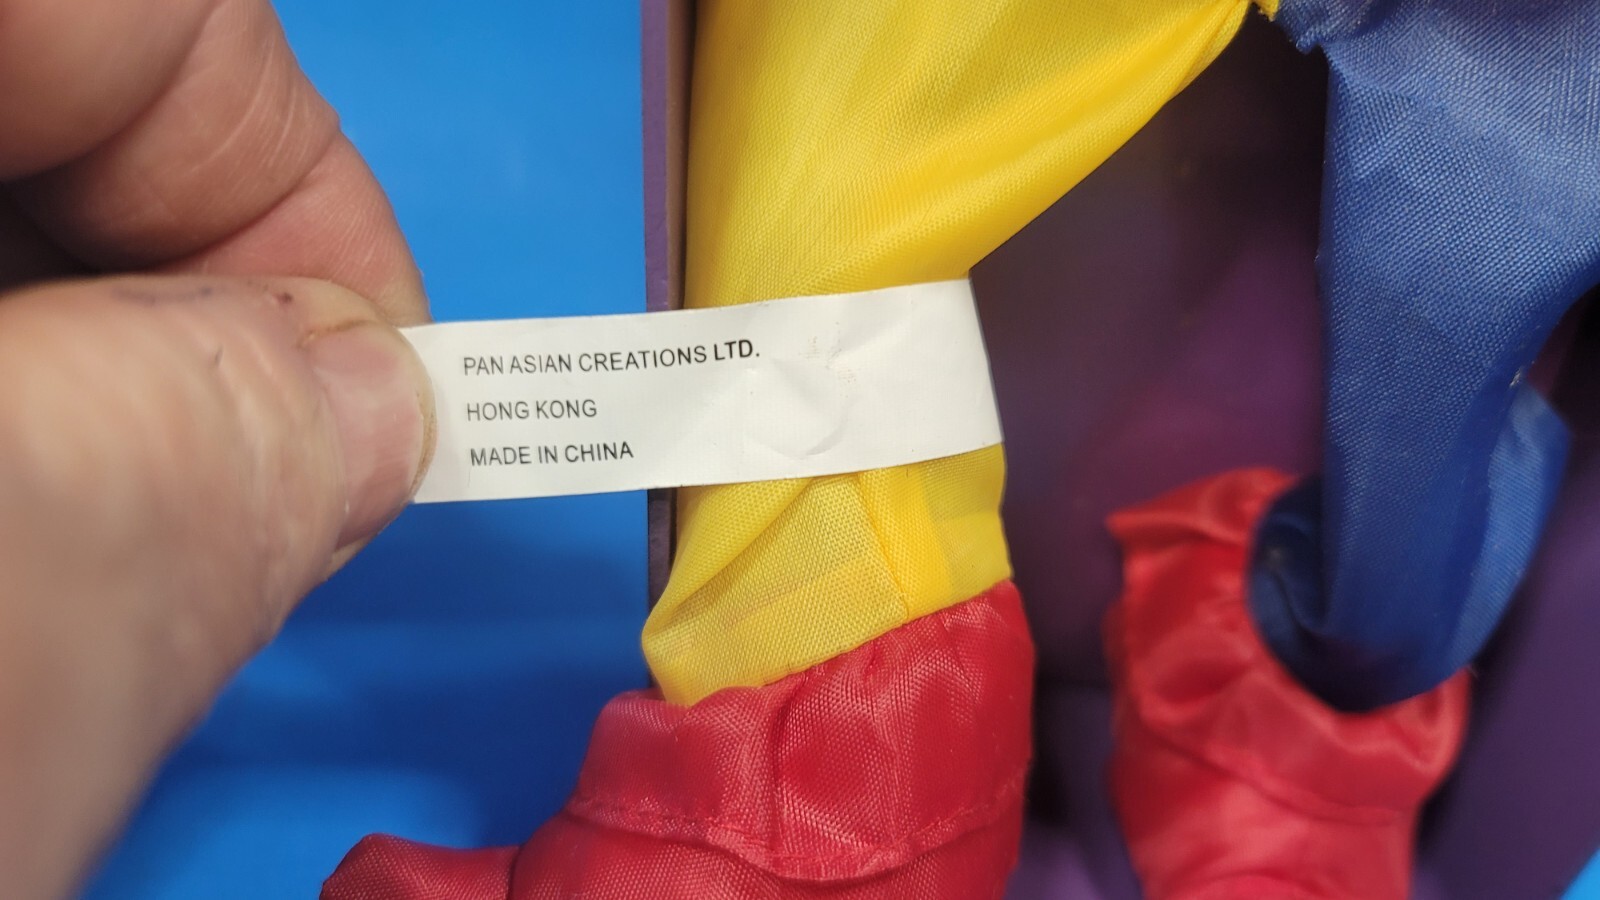 PAN ASIAN CREATIONS LTD.
HONG KONG
MADE IN CHINA